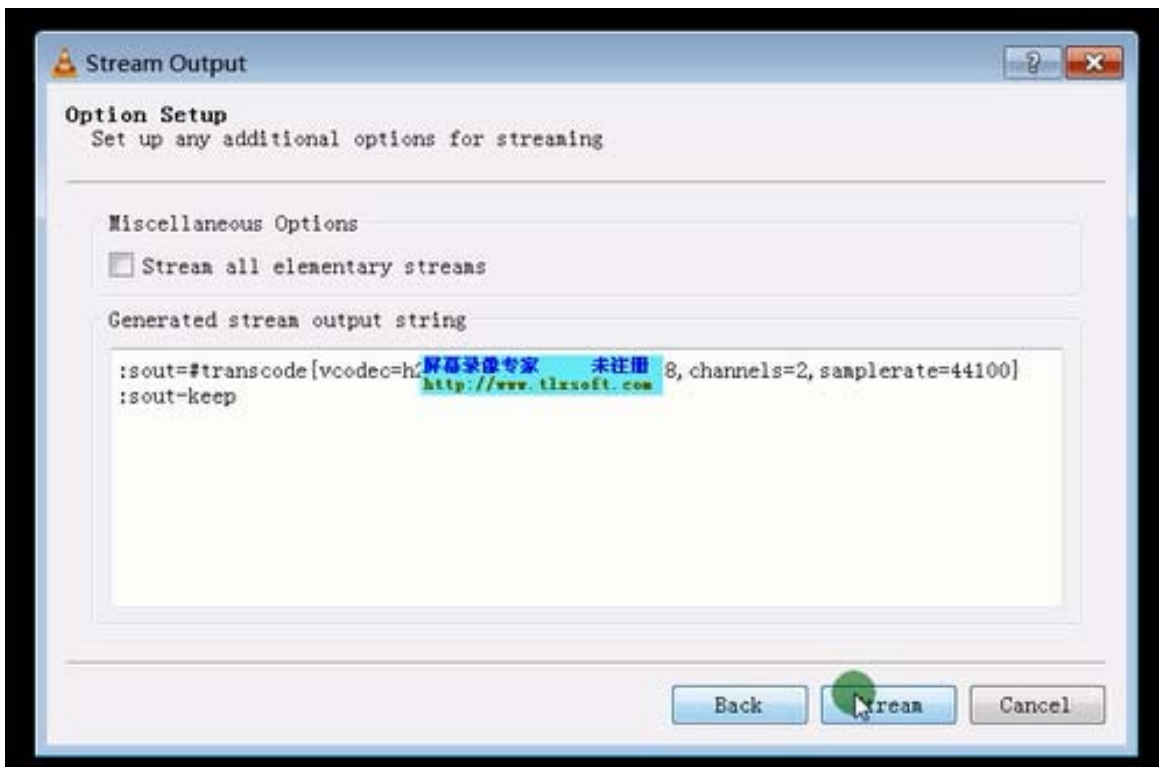 Stream Output
Option Setup
Set up any additional options for streaming
Miscellaneous Options
Stream all elementary streams
Generated stream output string
:sout=#transcode{vcodec=h2 8,channels=2,samplerate=44100}
屏幕录像专家 未注册
http://www.tlxsoft.com
:sout-keep
Back
Cancel